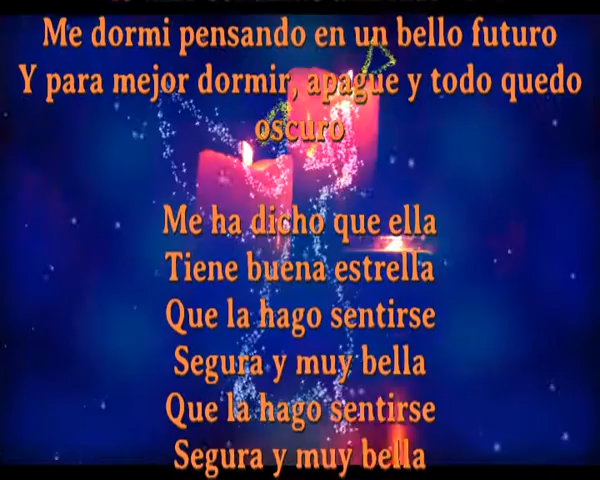 Me dormi pensando en un bello futuro
Y para mejor dormir, apague y todo quedo
oscuro
Me ha dicho que ella
Tiene buena estrella
Que la hago sentirse
Segura y muy bella
Que la hago sentirse
Segura y muy bella